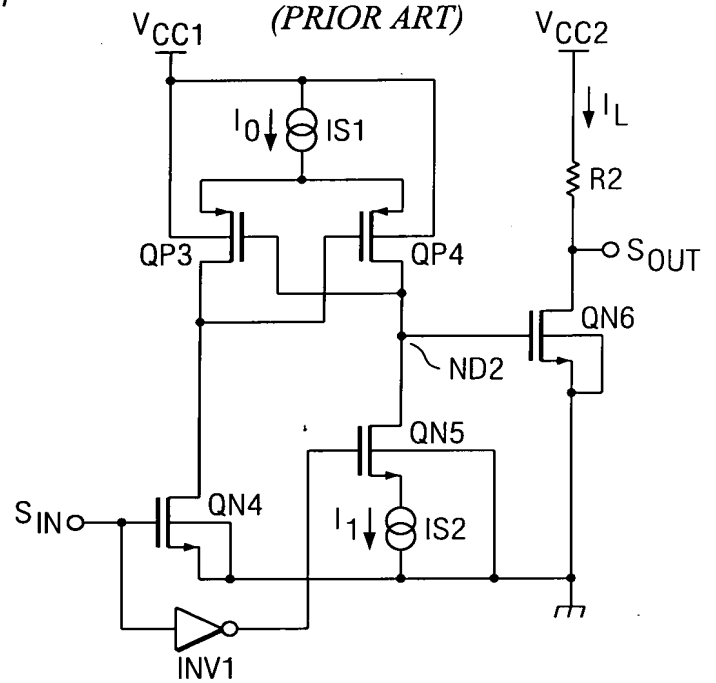 (PRIOR ART)
VCC1
VCC2
I0
IS1
IL
R2
QP3
QP4
SOUT
QN6
ND2
QN5
SIN
QN4
I1
IS2
INV1